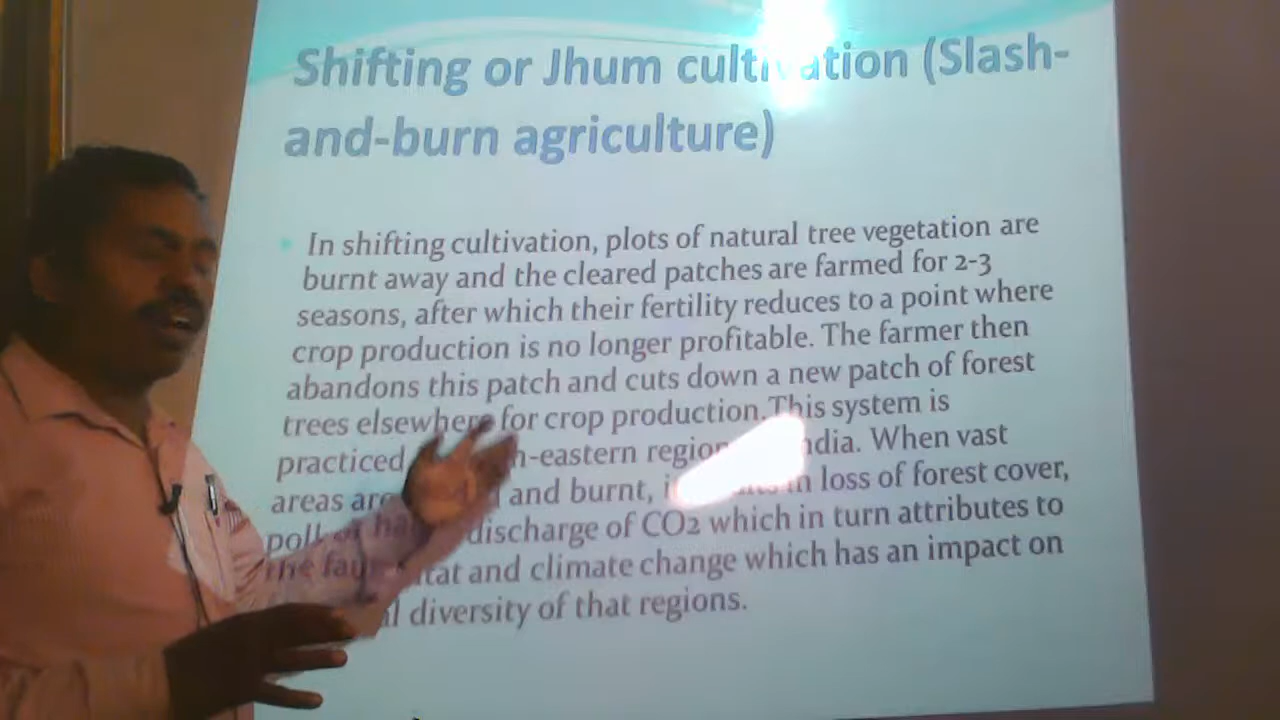 Shifting or Jhum cultivation (Slash-
and-burn agriculture)
In shifting cultivation, plots of natural tree vegetation are
burnt away and the cleared patches are farmed for 2-3
seasons, after which their fertility reduces to a point where
crop production is no longer profitable. The farmer then
abandons this patch and cuts down a new patch of forest
trees elsewhere for crop production. This system is
practiced -eastern India. When vast
areas and burnt, in loss of forest cover,
discharge of CO2 which in turn attributes to
the and climate change which has an impact on
diversity of that regions.